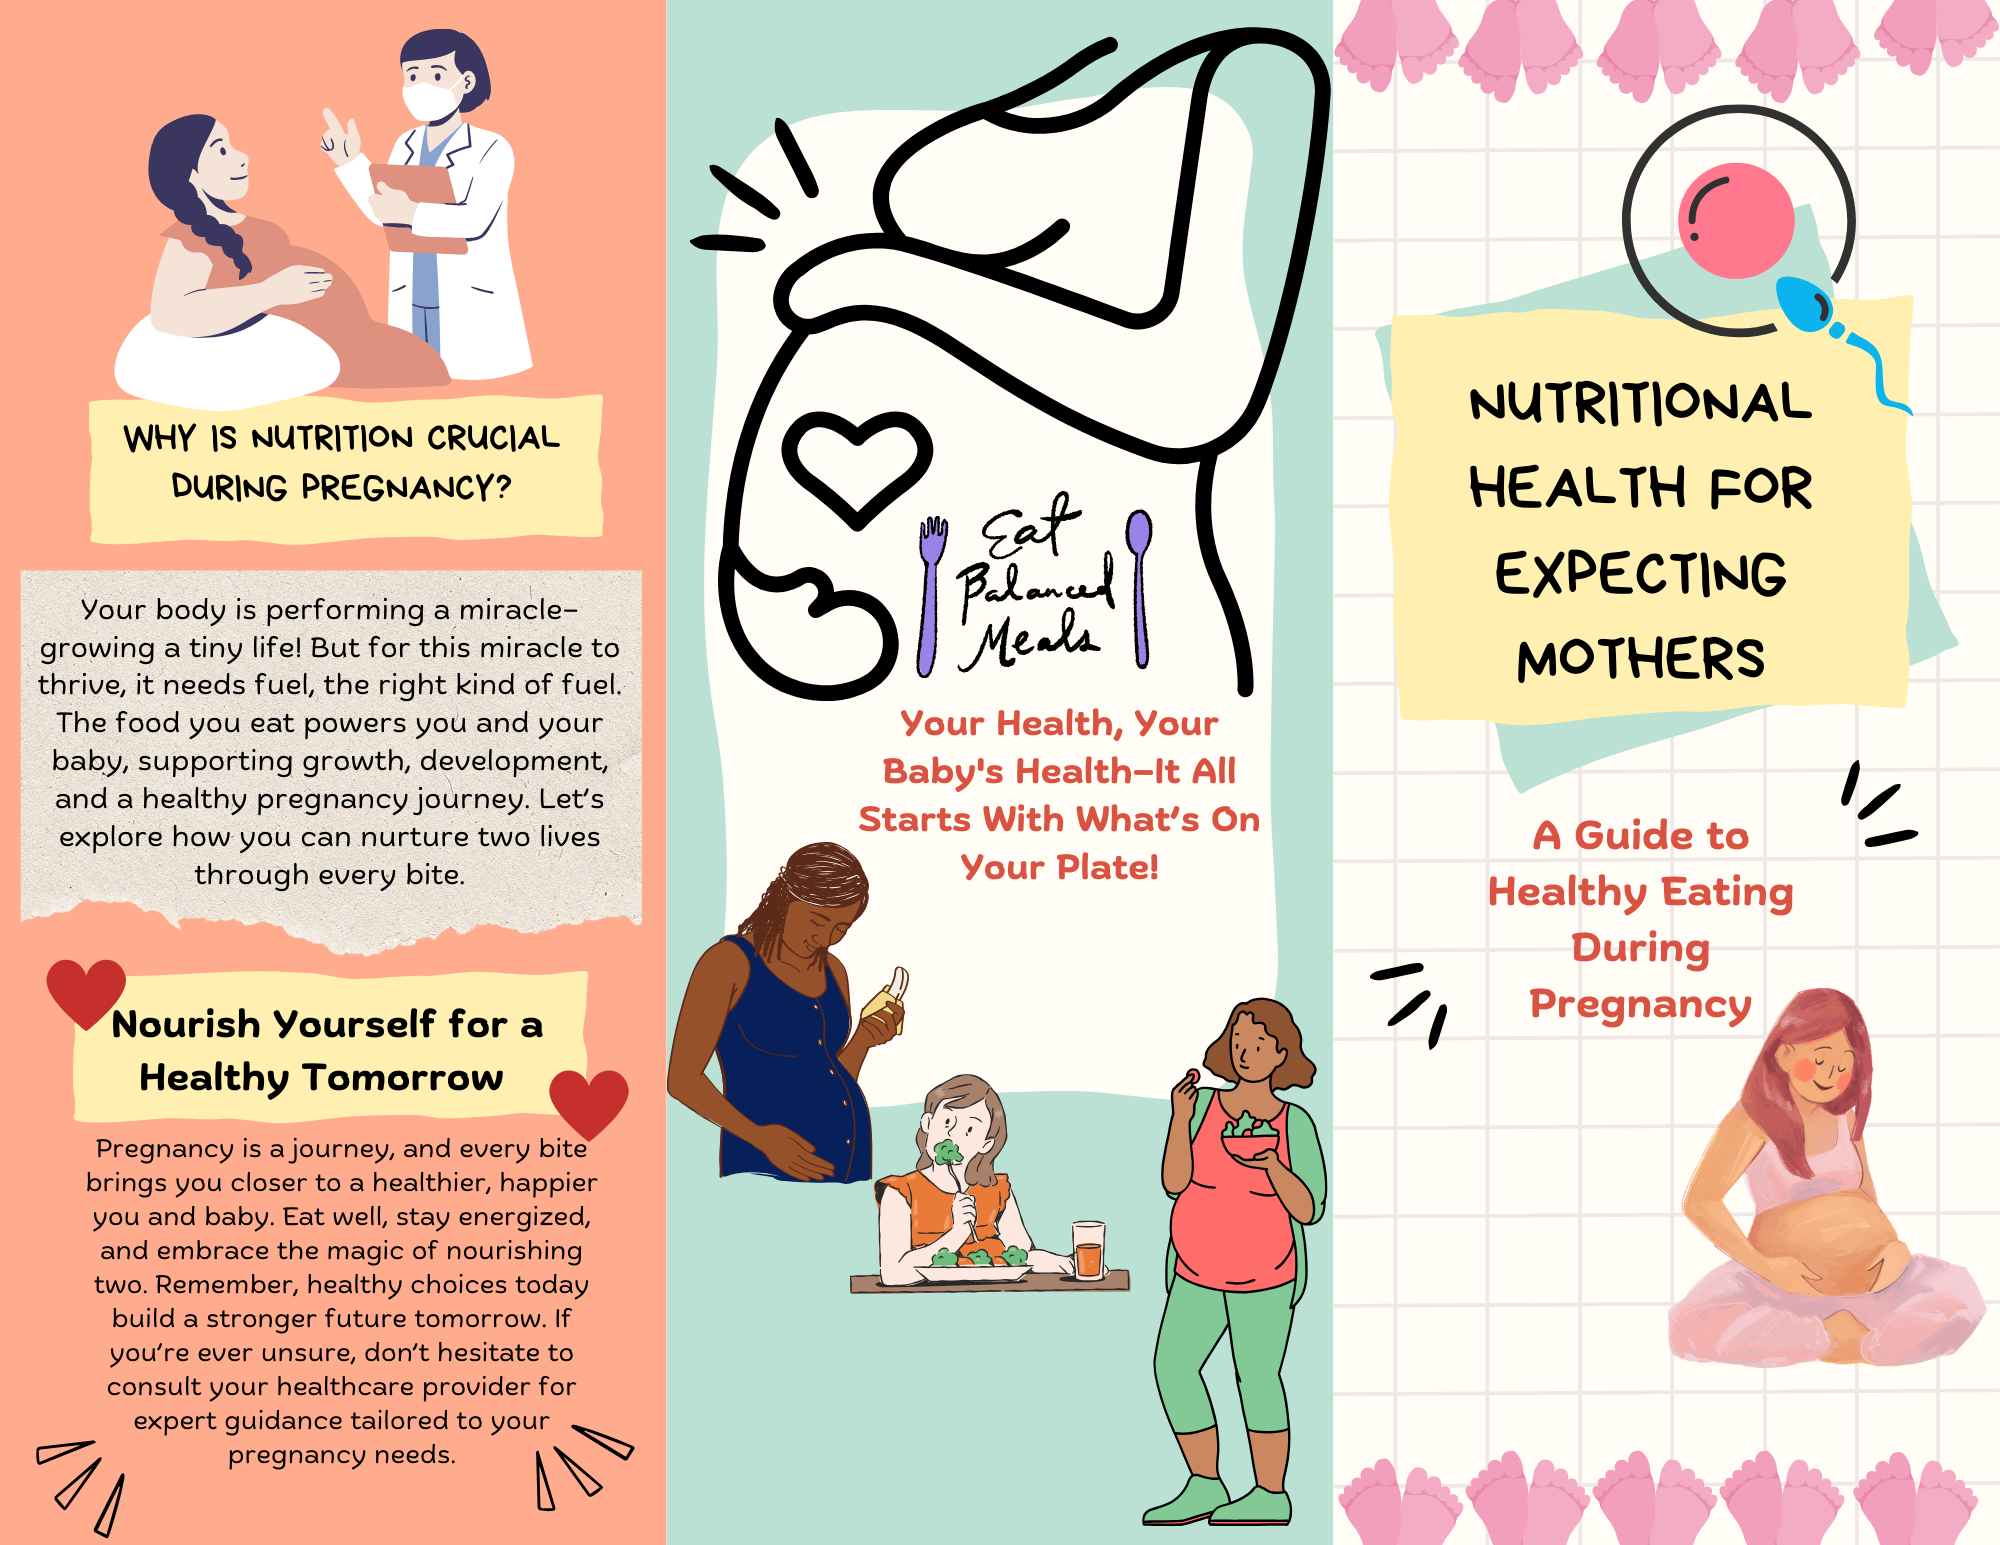 WHY IS NUTRITION CRUCIAL
DURING PREGNANCY?
Your body is performing a miracle–
growing a tiny life! But for this miracle to
thrive, it needs fuel, the right kind of fuel.
The food you eat powers you and your
baby, supporting growth, development,
and a healthy pregnancy journey. Let’s
explore how you can nurture two lives
through every bite.
Nourish Yourself for a
Healthy Tomorrow
Pregnancy is a journey, and every bite
brings you closer to a healthier, happier
you and baby. Eat well, stay energized,
and embrace the magic of nourishing
two. Remember, healthy choices today
build a stronger future tomorrow. If
you’re ever unsure, don’t hesitate to
consult your healthcare provider for
expert guidance tailored to your
pregnancy needs.
Eat
Balanced
Meals
Your Health, Your
Baby's Health–It All
Starts With What’s On
Your Plate!
NUTRITIONAL
HEALTH FOR
EXPECTING
MOTHERS
A Guide to
Healthy Eating
During
Pregnancy